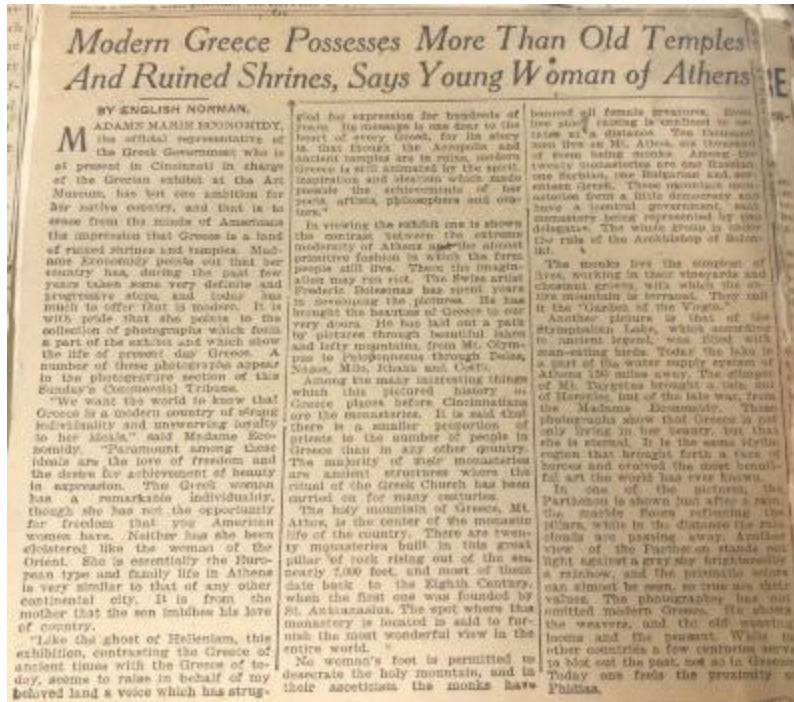 Modern Greece Possesses More Than Old Temples
And Ruined Shrines, Says Young Woman of Athens
BY ENGLISH NORMAN.
MADAME MARIE ECONOMIDY,
the official representative of
the Greek Government who is
at present in Cincinnati in
charge of the Grecian exhibit at the Art
Museum, has but one ambition for
her native country, and that is to
erase from the minds of Americans
the impression that Greece is a land
of ruined shrines and temples. Mad-
ame Economidy points out that her
country has, during the past few
years taken some very definite and
progressive steps, and today has
much to offer that is modern. It is
with pride that she points to the
collection of photographs which form
a part of the exhibit and which show
the life of present day Greece. A
number of these photographs appear
in the photogravure section of this
Sunday's Commercial Tribune.
"We want the world to know that
Greece is a modern country of strong
individuality and unswerving loyalty
to her ideals," said Madame Eco-
nomidy. "Paramount among these
ideals are the love of freedom and
the desire for achievement of beauty
in expression. The Greek woman
has a remarkable individuality,
though she has not the opportunity
for freedom that you American
women have. Neither has she been
cloistered like the woman of the
Orient. She is essentially the Euro-
pean type and family life in Athens
is very similar to that of any other
continental city. It is from the
mother that the son imbibes his love
of country.
"Like the ghost of Hellenism, this
exhibition, contrasting the Greece of
ancient times with the Greece of to-
day, seems to raise in behalf of my
beloved land a voice which has strug-
gled for expression for hundreds of
years. Its message is one dear to the
heart of every Greek, for its story
is, that though the Acropolis and
ancient temples are in ruins, modern
Greece is still animated by the spirit,
inspiration and idealism which made
possible the achievements of her
poets, artists, philosophers and ora-
tors."
In viewing the exhibit one is shown
the contrast between the extreme
modernity of Athens and the almost
primitive fashion in which the farm
people still live. There the imagin-
ation may run riot. The Swiss artist
Frederic Boissonas has spent years
in developing the pictures. He has
brought the beauties of Greece to our
very doors. He has laid out a path
by pictures through beautiful lakes
and lofty mountains, from Mt. Olym-
pus to Peloponnesus through Delos,
Naxos, Milo, Ithaka and Corfu.
Among the many interesting things
which this pictured history of
Greece places before Cincinnatians
are the monasteries. It is said that
there is a smaller proportion of
priests to the number of people in
Greece than in any other country.
The majority of their monasteries
are ancient structures where the
ritual of the Greek Church has been
carried on for many centuries.
The holy mountain of Greece, Mt.
Athos, is the center of the monastic
life of the country. There are twen-
ty monasteries built in this great
pillar of rock rising out of the sea
nearly 7,000 feet, and most of them
date back to the Eighth Century,
when the first one was founded by
St. Anthanasius. The spot where this
monastery is located is said to fur-
nish the most wonderful view in the
entire world.
No woman's foot is permitted to
desecrate the holy mountain, and in
their asceticism the monks have
banned all female creatures. Even
live stock raising is confined to es-
tates at a distance. Ten thousand
men live on Mt. Athos, six thousand
of them being monks. Among the
twenty monasteries are one Russian,
one Serbian, one Bulgarian and sev-
enteen Greek. These mountain mon-
asteries form a little democracy and
have a central government, each
monastery being represented by two
delegates. The whole group is under
the rule of the Archbishop of Salon-
iki.
The monks live the simplest of
lives, working in their vineyards and
chestnut groves, with which the en-
tire mountain is terraced. They call
it the "Garden of the Virgin."
Another picture is that of the
Stamphalian Lake, which according
to ancient legend, was filled with
man-eating birds. Today the lake is
a part of the water supply system of
Athens 150 miles away. The glimpse
of Mt. Taygetus brought a tale, not
of Hercules, but of the late war, from
the Madame Economidy. These
photographs show that Greece is not
only living in her beauty, but that
she is eternal. It is the same idyllic
region that brought forth a race of
heroes and evolved the most beauti-
ful art the world has ever known.
In one of the pictures, the
Parthenon is shown just after a rain,
the marble floors reflecting the
pillars, while in the distance the rain
clouds are passing away. Another
view of the Parthenon stands out
light against a gray sky brightened by
a rainbow, and the prismatic colors
can almost be seen, so true are their
values. The photographer has not
omitted modern Greece. He shows
the weavers, and the old weaving
looms and the peasant. While in
other countries a few centuries serve
to blot out the past, not so in Greece.
Today one feels the proximity of
Phidias.